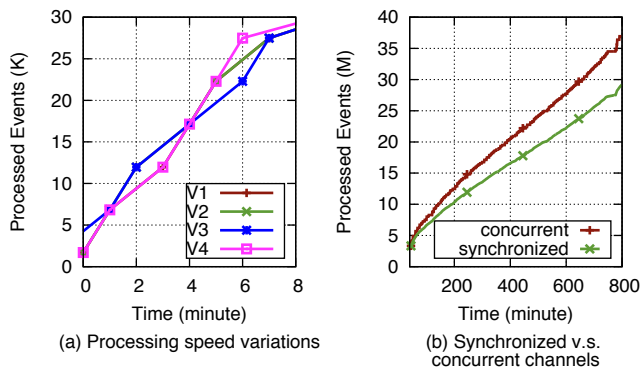 30
25
20
15
10
5
0
Processed Events (K)
V1
V2
V3
V4
0 2 4 6 8
Time (minute)
(a) Processing speed variations
40
35
30
25
20
15
10
5
0
Processed Events (M)
concurrent
synchronized
200 400 600 800
Time (minute)
(b) Synchronized v.s.
concurrent channels